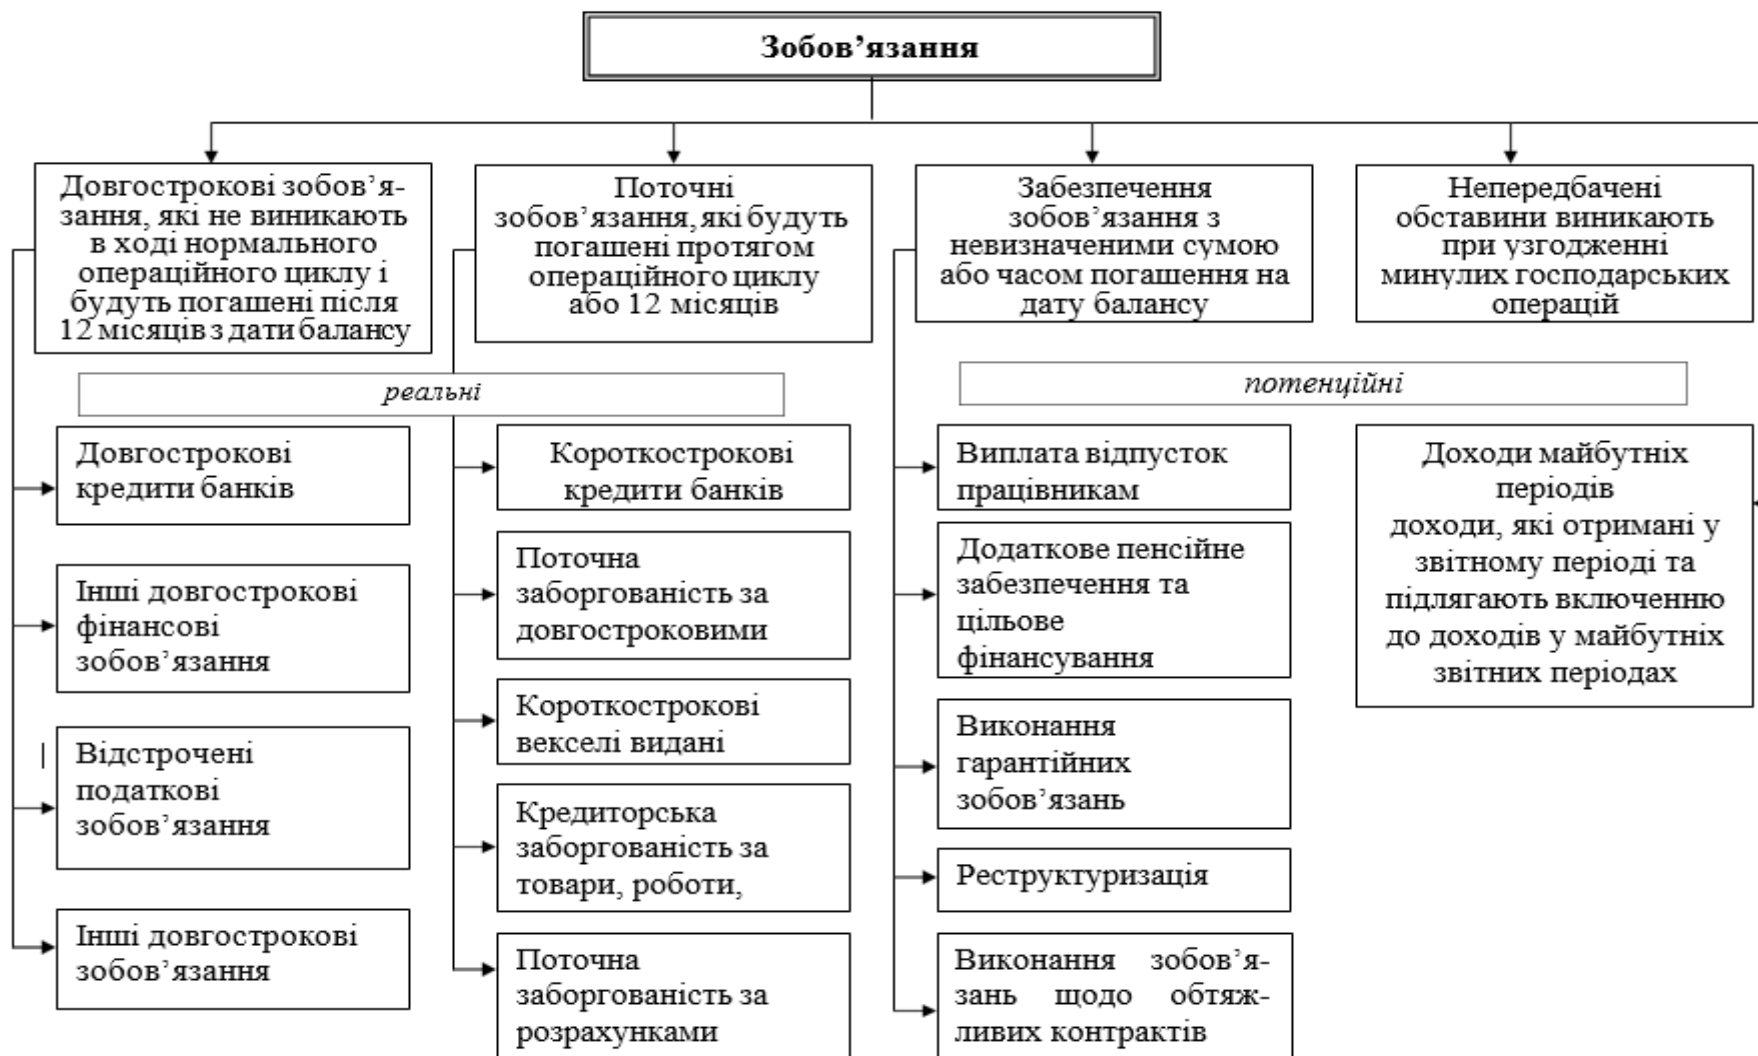 Зобов’язання
Довгострокові зобов’я-
зання, які не виникають
в ході нормального
операційного циклу і
будуть погашені після
12 місяців з дати балансу
Поточні
зобов’язання, які будуть
погашені протягом
операційного циклу
або 12 місяців
Забезпечення
зобов’язання з
невизначеними сумою
або часом погашення на
дату балансу
Непередбачені
обставини виникають
при узгодженні
минулих господарських
операцій
реальні
потенційні
Довгострокові
кредити банків
Інші довгострокові
фінансові
зобов’язання
Відстрочені
податкові
зобов’язання
Інші довгострокові
зобов’язання
Короткострокові
кредити банків
Поточна
заборгованість за
довгостроковими
Короткострокові
векселі видані
Кредиторська
заборгованість за
товари, роботи,
Поточна
заборгованість за
розрахунками
Виплата відпусток
працівникам
Додаткове пенсійне
забезпечення та
цільове
фінансування
Виконання
гарантійних
зобов’язань
Реструктуризація
Виконання зобов’я-
зань щодо обтяж-
ливих контрактів
Доходи майбутніх
періодів
доходи, які отримані у
звітному періоді та
підлягають включенню
до доходів у майбутніх
звітних періодах